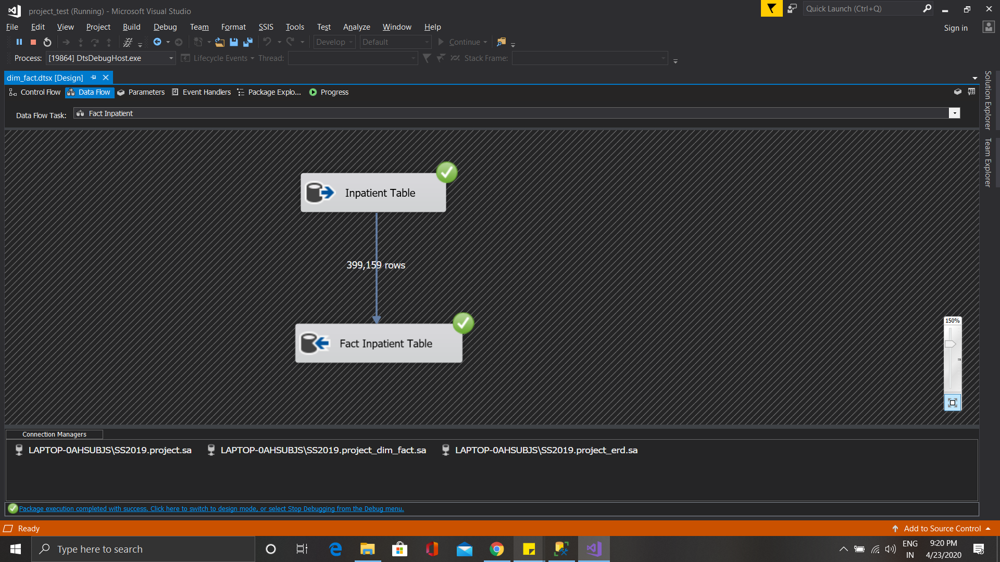 project_test (Running) - Microsoft Visual Studio
Quick Launch (Ctrl+Q)
File Edit View Project Build Debug Team Format SSIS Tools Test Analyze Window Help
Sign in
Develop Default Continue
Process: [19864] DtsDebugHost.exe Lifecycle Events Thread: Stack Frame:
dim_fact.dtsx [Design]
Control Flow Data Flow Parameters Event Handlers Package Explo... Progress
Data Flow Task: Fact Inpatient
Solution Explorer
Team Explorer
Inpatient Table
399,159 rows
Fact Inpatient Table
150%
Connection Managers
LAPTOP-0AHSUBJS\SS2019.project.sa LAPTOP-0AHSUBJS\SS2019.project_dim_fact.sa LAPTOP-0AHSUBJS\SS2019.project_erd.sa
Package execution completed with success. Click here to switch to design mode, or select Stop Debugging from the Debug menu.
Ready
Add to Source Control
Type here to search
ENG
IN
9:20 PM
4/23/2020